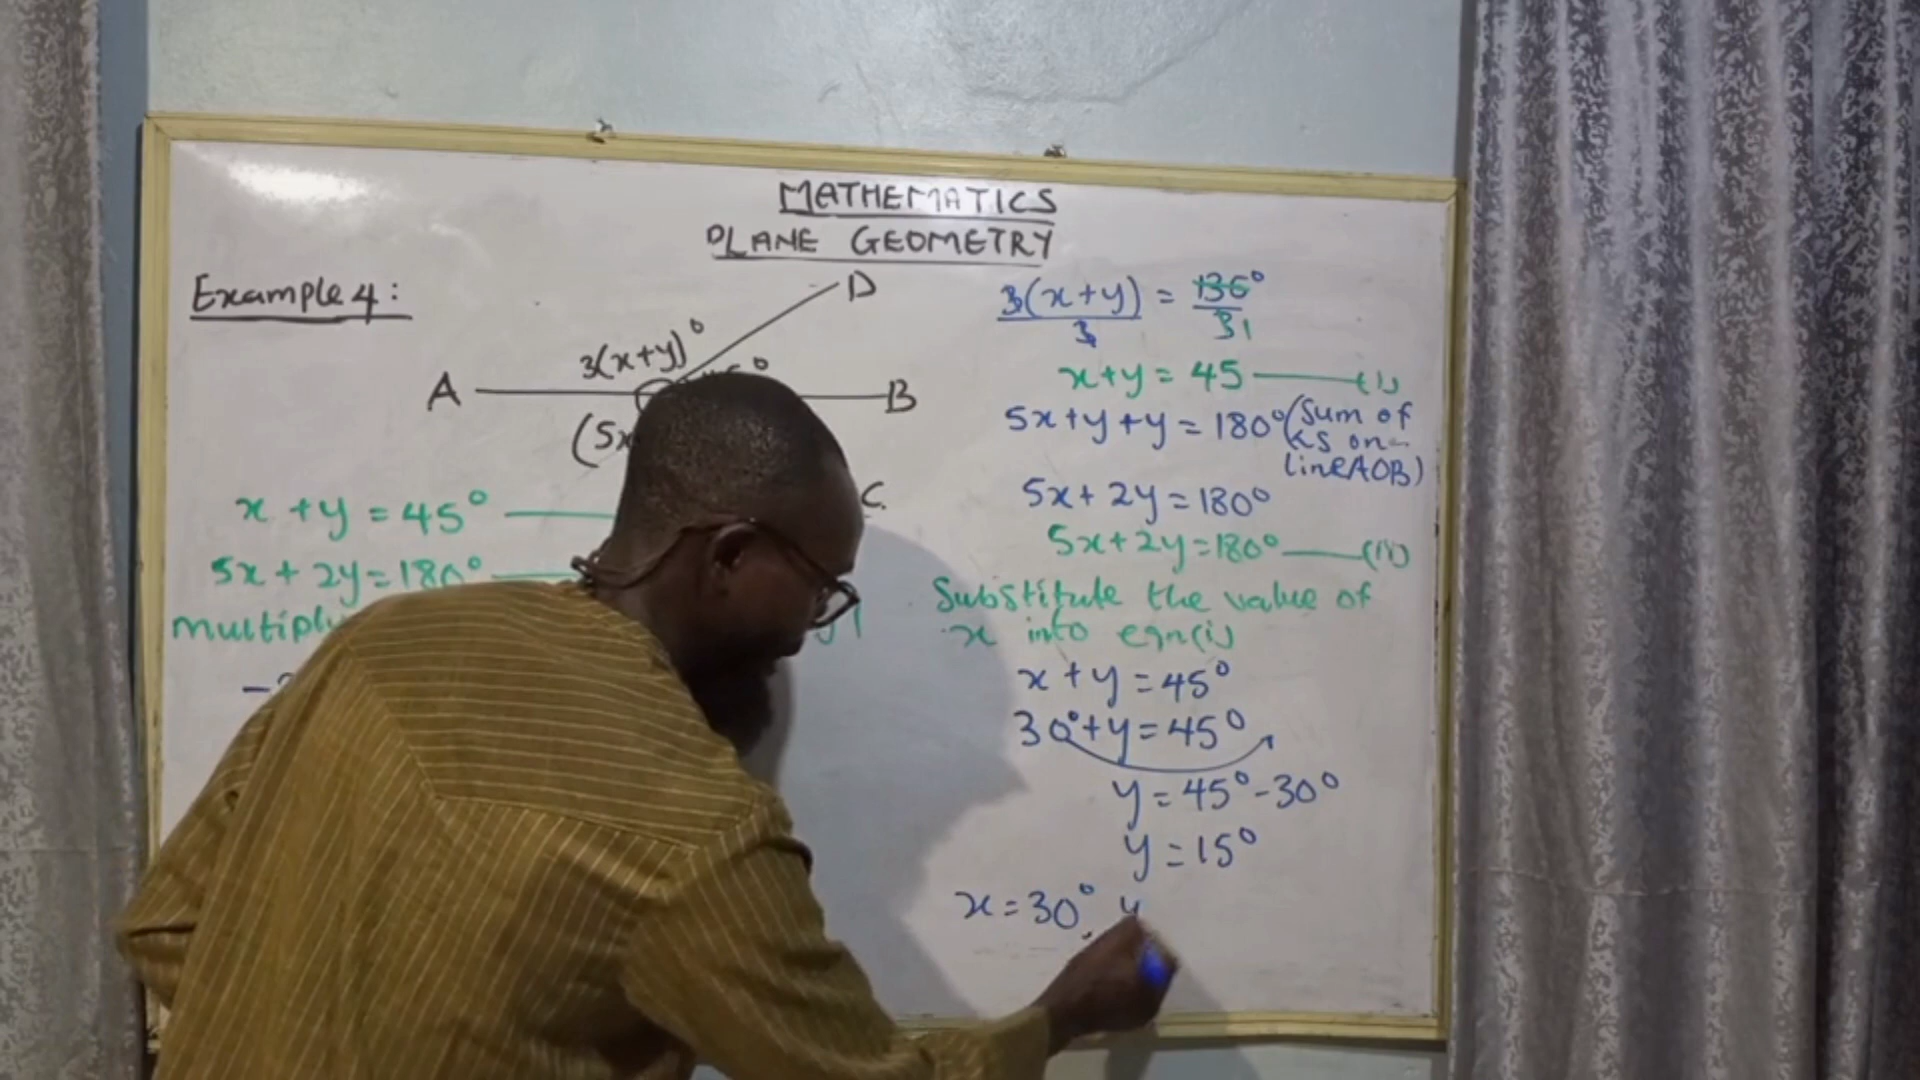 MATHEMATICS
PLANE GEOMETRY
Example 4:
D
3(x+y)°
A
B
(5x
C.
x + y = 45°
5x + 2y = 180°
multiply
3(x+y) = 135°
3 31
x+y = 45 (i)
5x+y+y = 180° (Sum of
∠s on
line AOB)
5x + 2y = 180°
5x + 2y = 180° (ii)
Substitute the value of
x into eqn(i)
x + y = 45°
30° + y = 45°
y = 45° - 30°
y = 15°
x = 30°, y